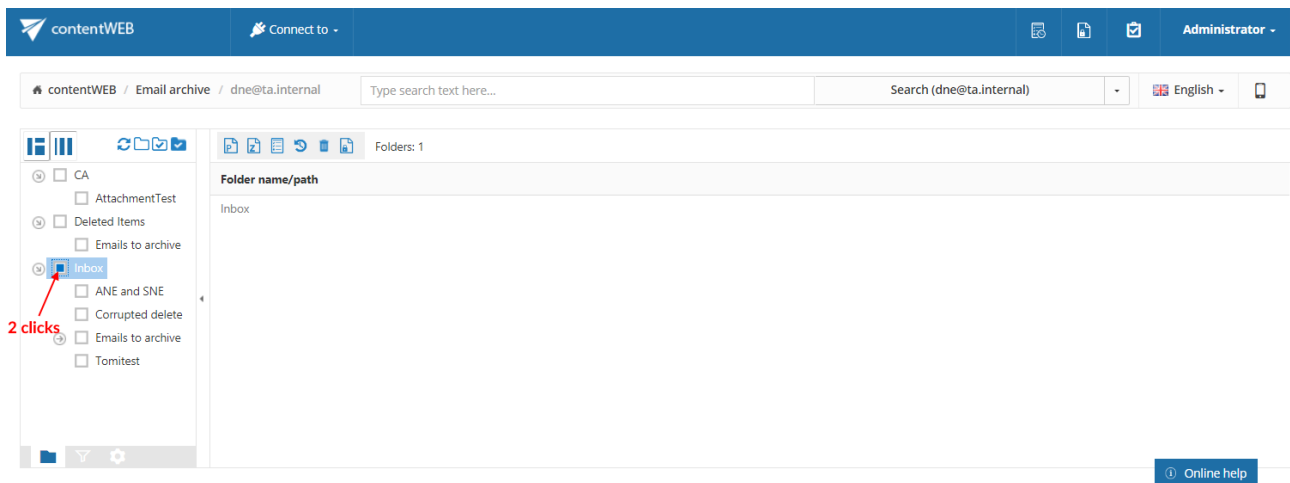 contentWEB
Connect to
Administrator
contentWEB / Email archive / dne@ta.internal
Type search text here...
Search (dne@ta.internal)
English
Folders: 1
CA
AttachmentTest
Deleted Items
Emails to archive
Inbox
ANE and SNE
Corrupted delete
Emails to archive
Tomitest
2 clicks
Folder name/path
Inbox
Online help